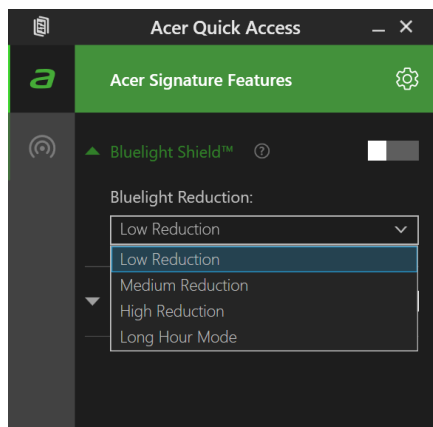 Acer Quick Access
Acer Signature Features
Bluelight Shield™
Bluelight Reduction:
Low Reduction
Low Reduction
Medium Reduction
High Reduction
Long Hour Mode